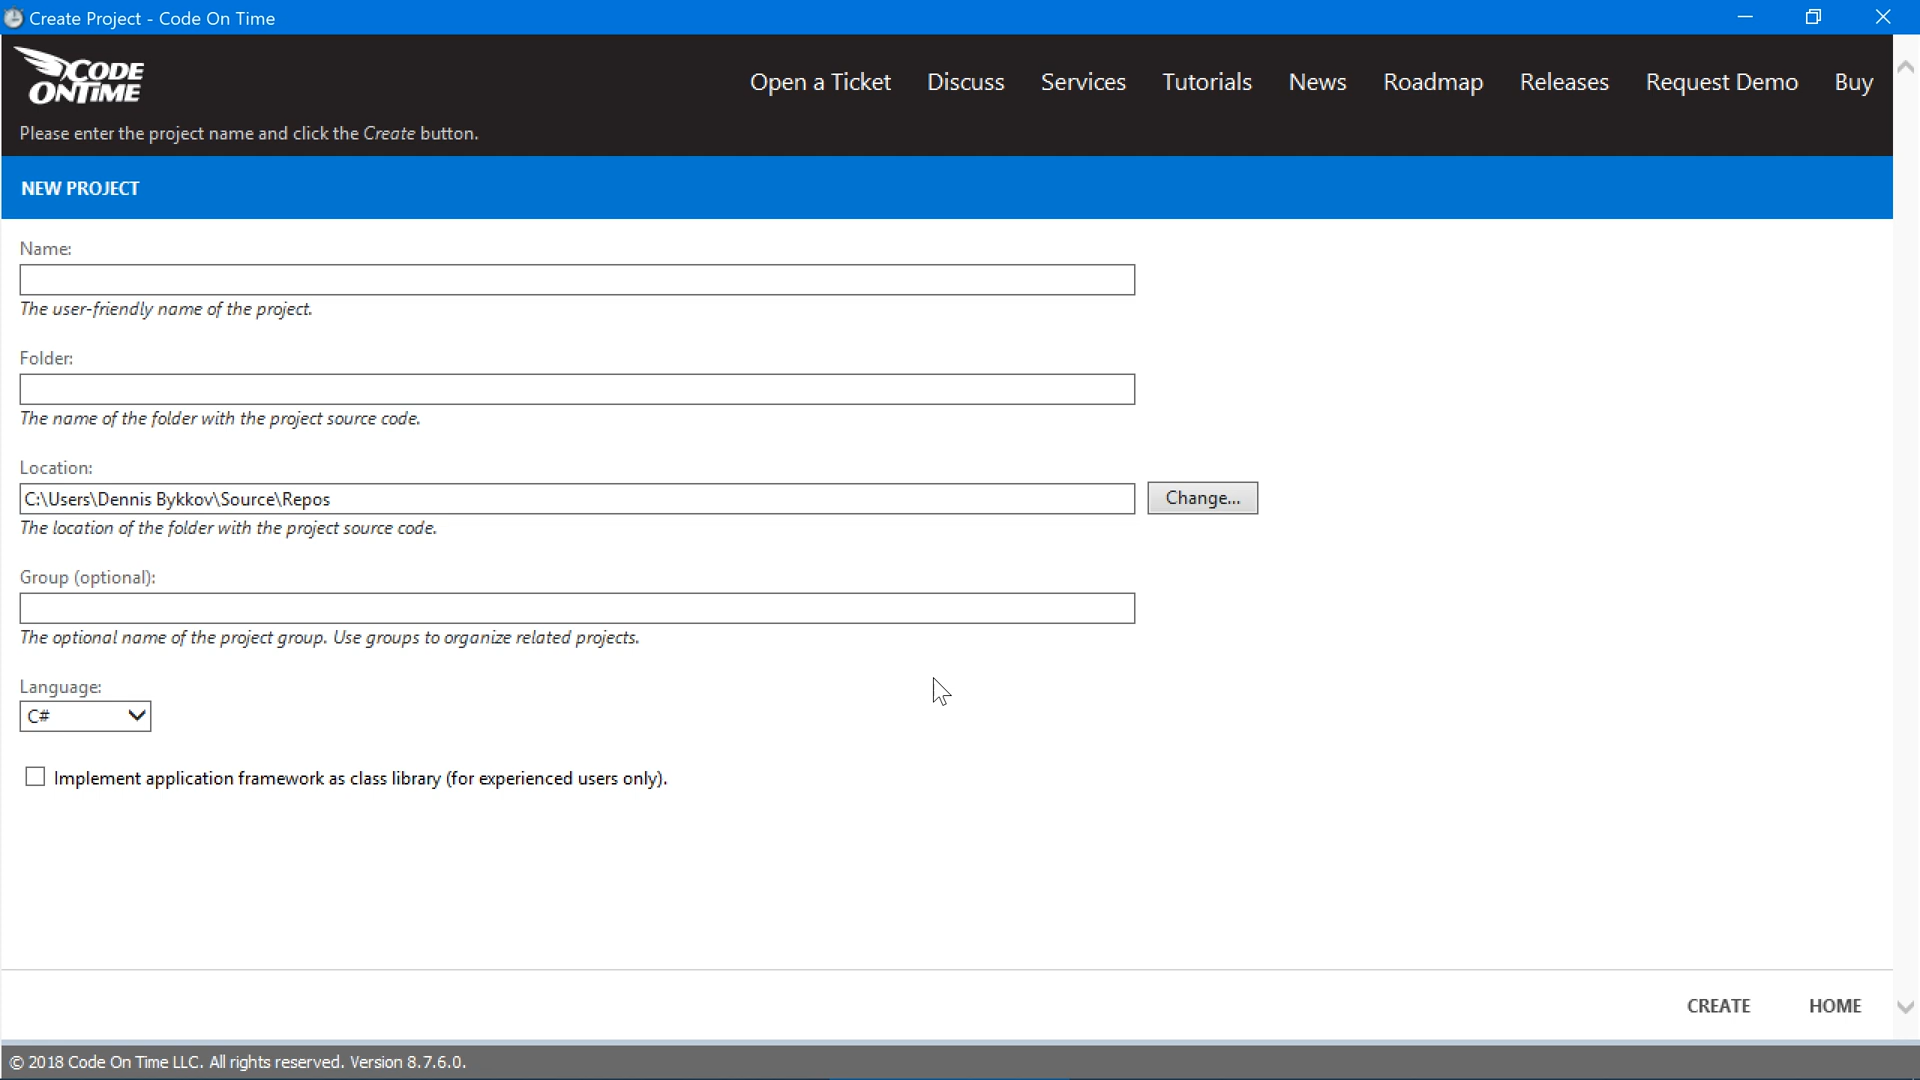 Create Project - Code On Time
CODE
ONTIME
Open a Ticket Discuss Services Tutorials News Roadmap Releases Request Demo Buy
Please enter the project name and click the Create button.
NEW PROJECT
Name:
The user-friendly name of the project.
Folder:
The name of the folder with the project source code.
Location:
C:\Users\Dennis Bykkov\Source\Repos
Change...
The location of the folder with the project source code.
Group (optional):
The optional name of the project group. Use groups to organize related projects.
Language:
C#
Implement application framework as class library (for experienced users only).
CREATE HOME
© 2018 Code On Time LLC. All rights reserved. Version 8.7.6.0.